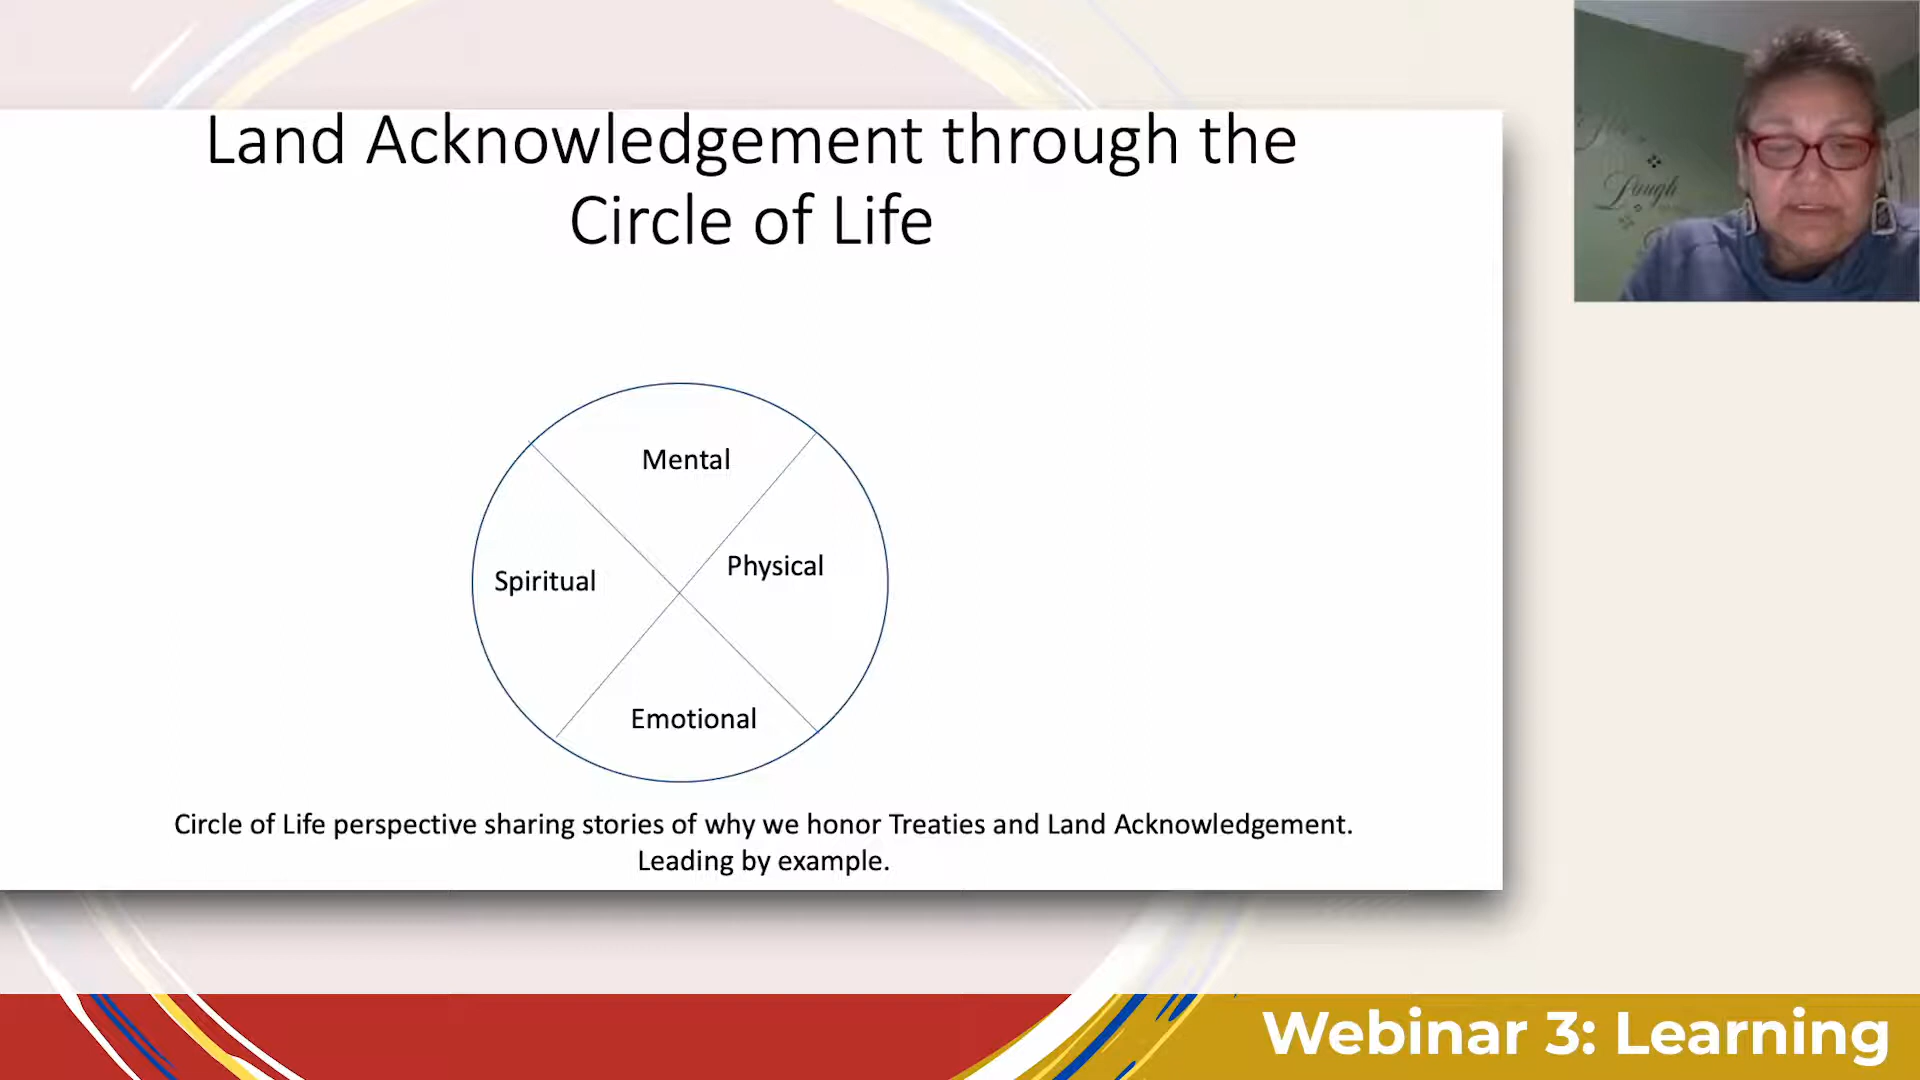 Land Acknowledgement through the
Circle of Life
Mental
Physical
Spiritual
Emotional
Circle of Life perspective sharing stories of why we honor Treaties and Land Acknowledgement.
Leading by example.
Laugh
Webinar 3: Learning